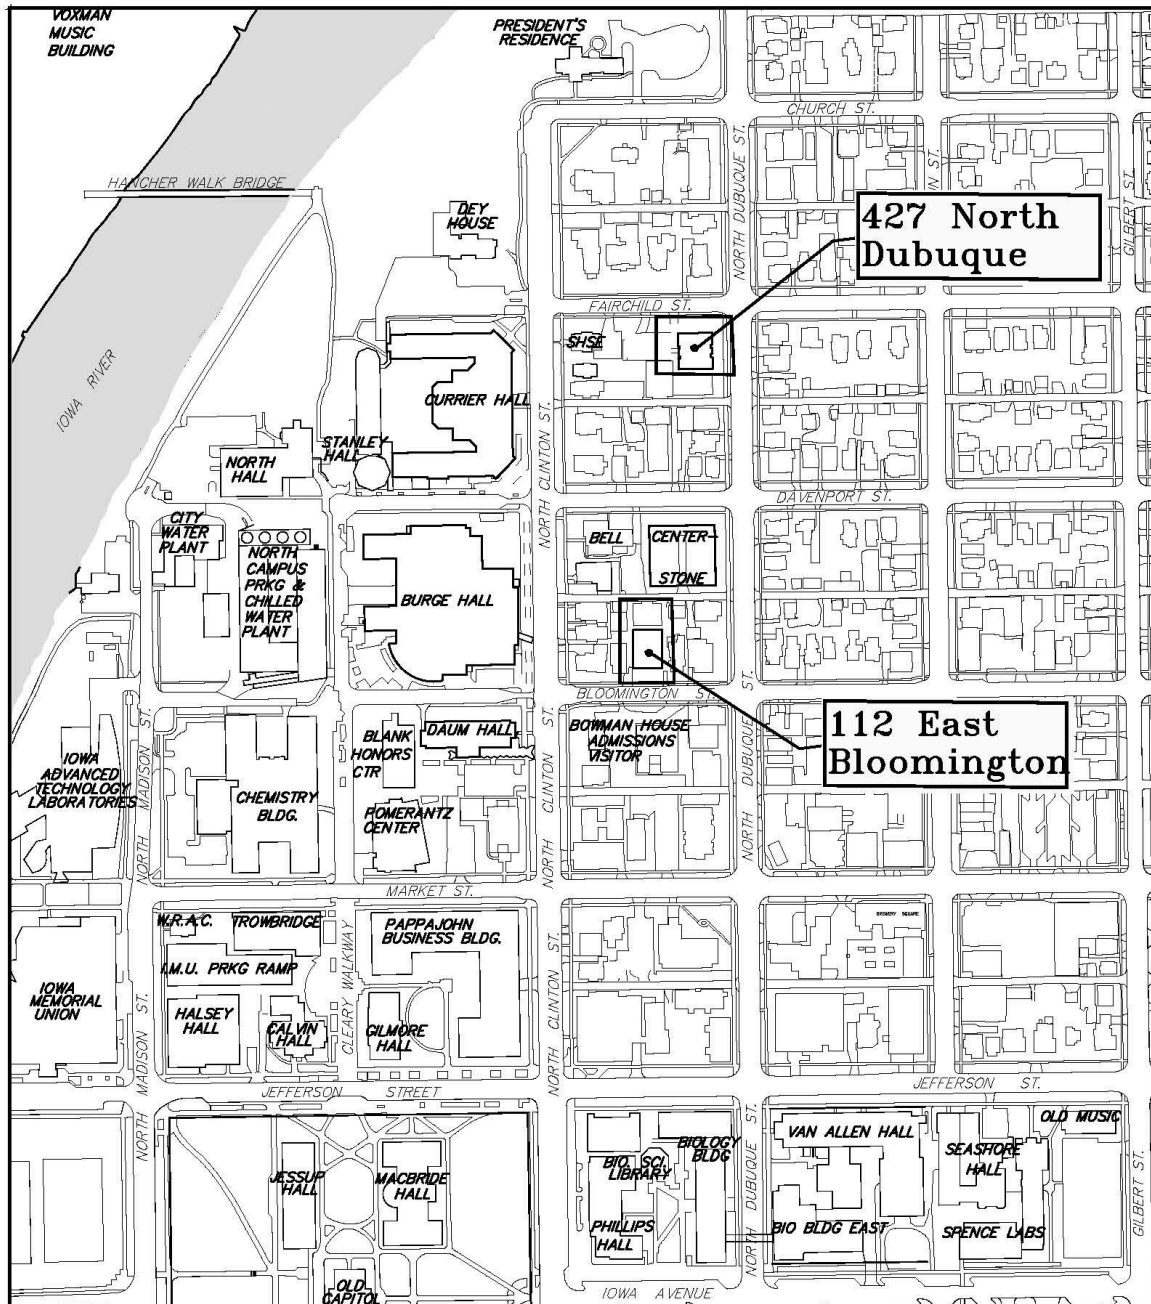 VOXMAN
MUSIC
BUILDING
PRESIDENT'S
RESIDENCE
CHURCH ST.
HANCHER WALK BRIDGE
DEY
HOUSE
NORTH DUBUQUE ST.
N ST.
GILBERT ST.
427 North
Dubuque
FAIRCHILD ST.
SHSE
IOWA RIVER
CURRIER HALL
STANLEY
HALL
NORTH
HALL
NORTH CLINTON ST.
DAVENPORT ST.
CITY
WATER
PLANT
NORTH
CAMPUS
PRKG &
CHILLED
WATER
PLANT
BURGE HALL
BELL
CENTER-
STONE
BLOOMINGTON ST.
112 East
Bloomington
IOWA
ADVANCED
TECHNOLOGY
LABORATORIES
NORTH MADISON ST.
CHEMISTRY
BLDG.
BLANK
HONORS
CTR
DAUM HALL
POMERANTZ
CENTER
NORTH CLINTON ST.
BOWMAN HOUSE
ADMISSIONS
VISITOR
NORTH DUBUQUE ST.
MARKET ST.
W.R.A.C.
TROWBRIDGE
I.M.U. PRKG RAMP
IOWA
MEMORIAL
UNION
HALSEY
HALL
CALVIN
HALL
CLEARY WALKWAY
PAPPAJOHN
BUSINESS BLDG.
GILMORE
HALL
BREWERY SQUARE
NORTH MADISON ST.
NORTH CLINTON ST.
JEFFERSON STREET
JEFFERSON ST.
JESSUP
HALL
MACBRIDE
HALL
OLD
CAPITOL
BIO. SCI.
LIBRARY
BIOLOGY
BLDG
PHILLIPS
HALL
NORTH DUBUQUE ST.
VAN ALLEN HALL
BIO BLDG EAST
SEASHORE
HALL
SPENCE LABS
OLD MUSIC
GILBERT ST.
IOWA AVENUE